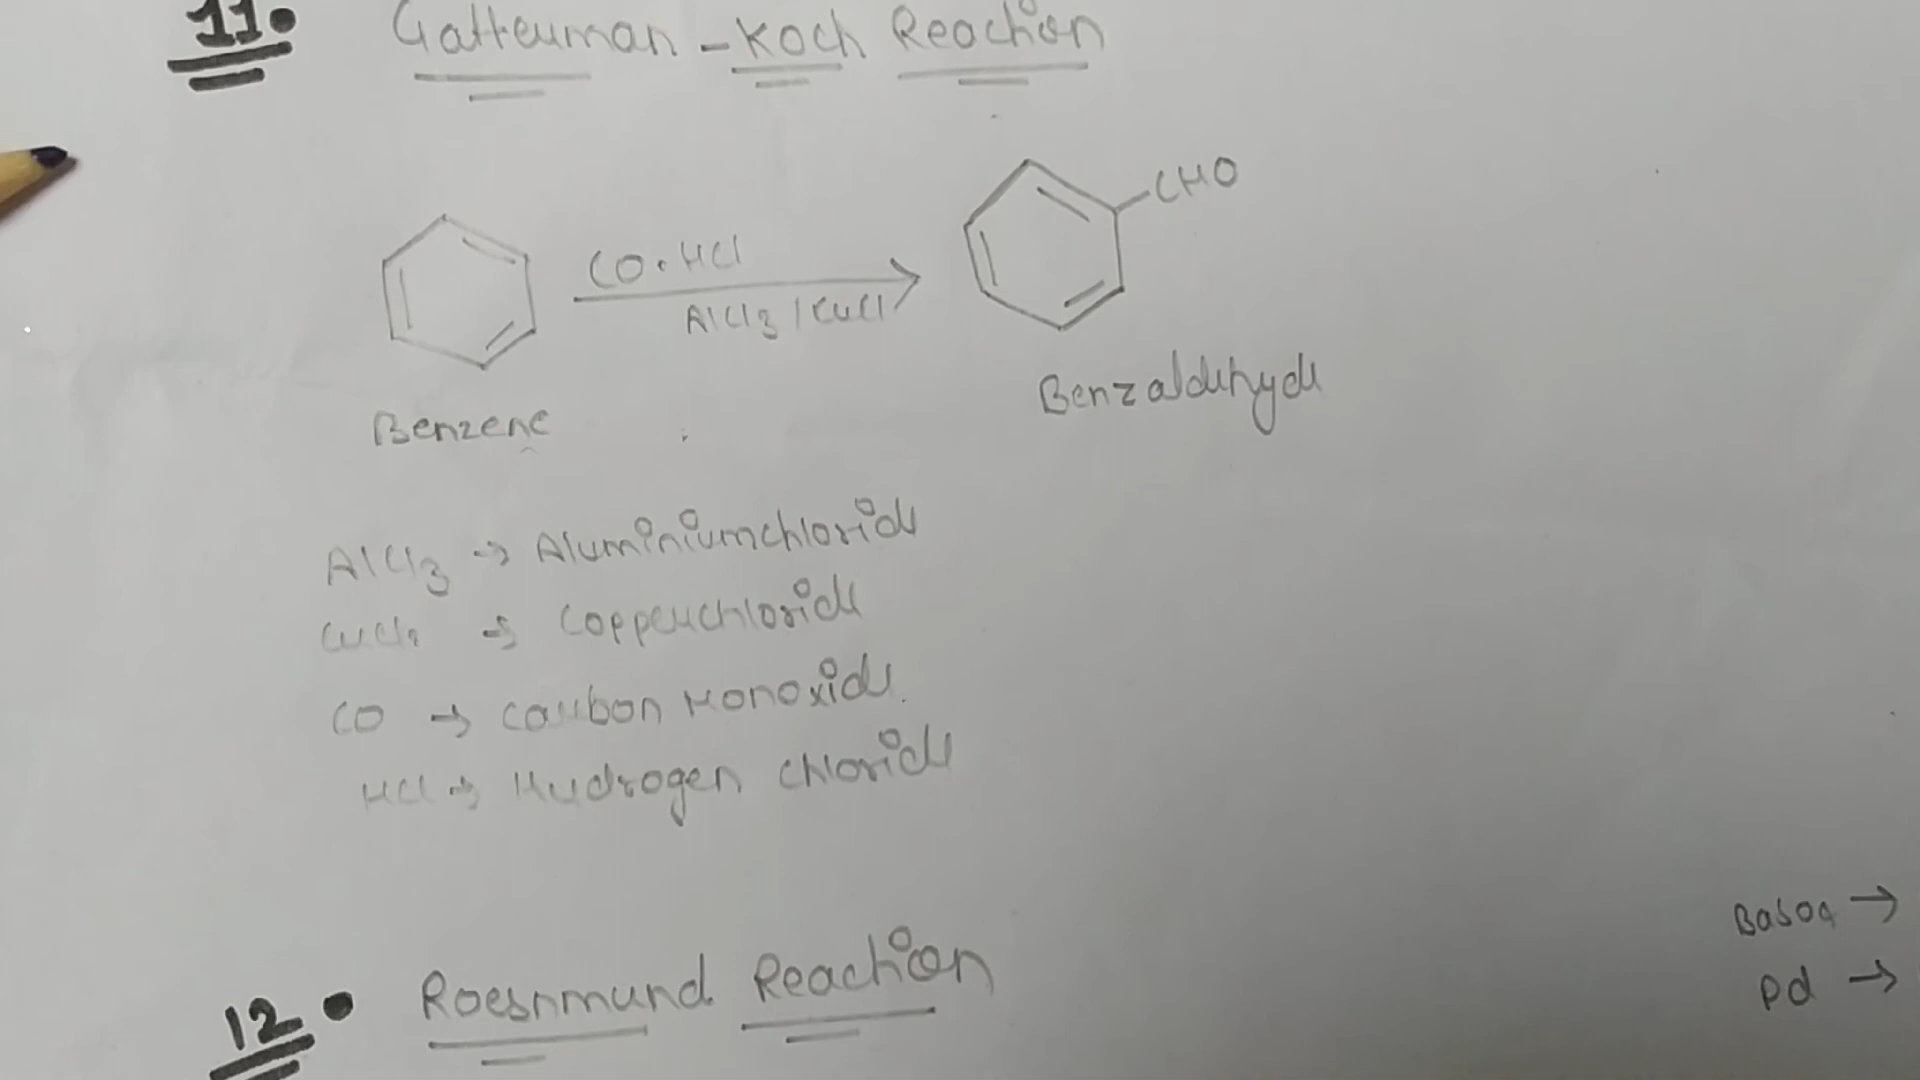 11. Gatterman - Koch Reaction
CHO
CO . HCl
AlCl3 / CuCl
Benzene
Benzaldehyde
AlCl3 → Aluminiumchloride
CuCl2 → Copperchloride
CO → Carbon Monoxide.
HCl → Hydrogen chloride
BaSO4 →
Pd →
12. Roesnmund Reaction